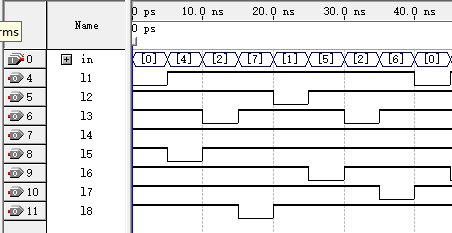 rms
Name
0 ps 10.0 ns 20.0 ns 30.0 ns 40.0 ns
0 ps
0 in [0] [4] [2] [7] [1] [5] [2] [6] [0]
4 l1
5 l2
6 l3
7 l4
8 l5
9 l6
10 l7
11 l8